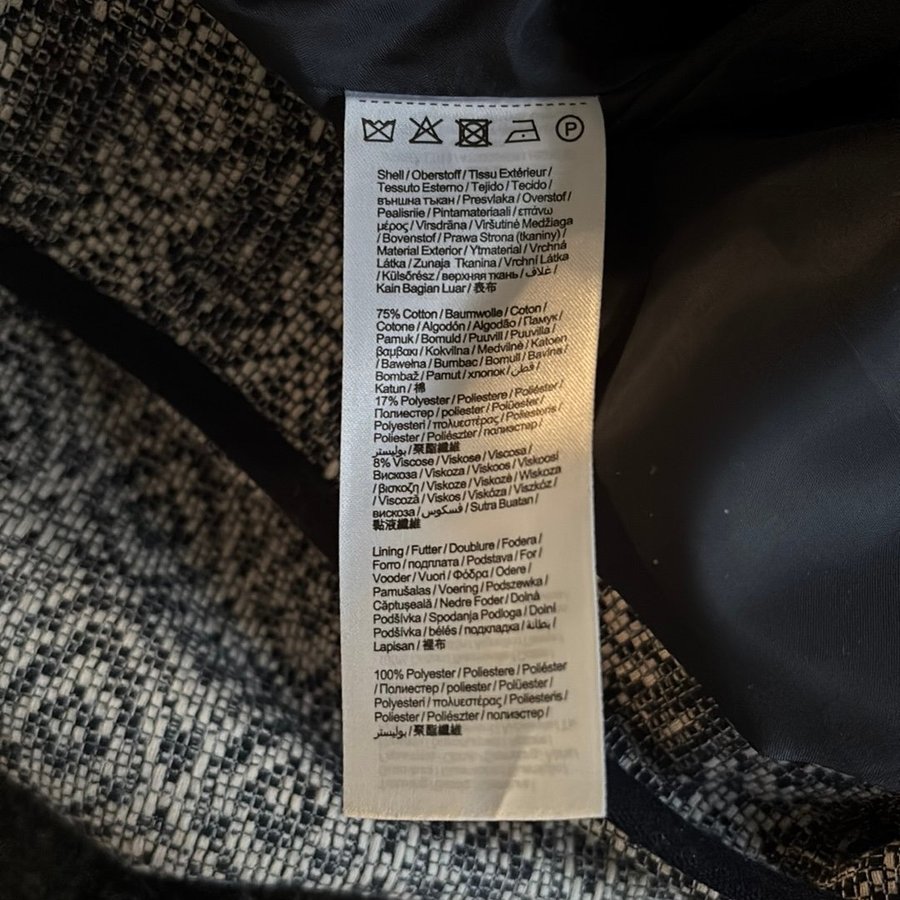 P
Shell / Oberstoff / Tissu Extérieur /
Tessuto Esterno / Tejido / Tecido /
външна тъкан / Presvlaka / Overstof /
Pealisriie / Pintamateriaali / επάνω
μέρος / Virsdrāna / Viršutinė Medžiaga
/ Bovenstof / Prawa Strona (tkaniny) /
Material Exterior / Ytmaterial / Vrchná
Látka / Zunaja Tkanina / Vrchní Látka
/ Külsőrész / верхняя ткань / غلاف /
Kain Bagian Luar / 表布
75% Cotton / Baumwolle / Coton /
Cotone / Algodón / Algodão / Памук /
Pamuk / Bomuld / Puuvill / Puuvilla /
βαμβακι / Kokvilna / Medvilnė / Katoen
/ Bawełna / Bumbac / Bomull / Bavlna /
Bombaž / Pamut / хлопок / قطن /
Katun / 棉
17% Polyester / Poliestere / Poliéster /
Полиестер / poliester / Polüester /
Polyesteri / πολυεστέρας / Poliesteris /
Poliester / Poliészter / полиэстер /
بوليستر / 聚酯纖維
8% Viscose / Viskose / Viscosa /
Вискоза / Viskoza / Viskoos / Viskoosi
/ βισκοζη / Viskoze / Viskozė / Wiskoza
/ Viscoză / Viskos / Viskóza / Viszkóz /
вискоза / فسكوس / Sutra Buatan /
黏液纖維
Lining / Futter / Doublure / Fodera /
Forro / подплата / Podstava / For /
Vooder / Vuori / Φόδρα / Odere /
Pamušalas / Voering / Podszewka /
Căptușeală / Nedre Foder / Dolná
Podšívka / Spodanja Podloga / Dolní
Podšívka / bélés / подкладка / بطانة /
Lapisan / 裡布
100% Polyester / Poliestere / Poliéster
/ Полиестер / poliester / Polüester /
Polyesteri / πολυεστέρας / Poliesteris /
Poliester / Poliészter / полиэстер /
بوليستر / 聚酯纖維